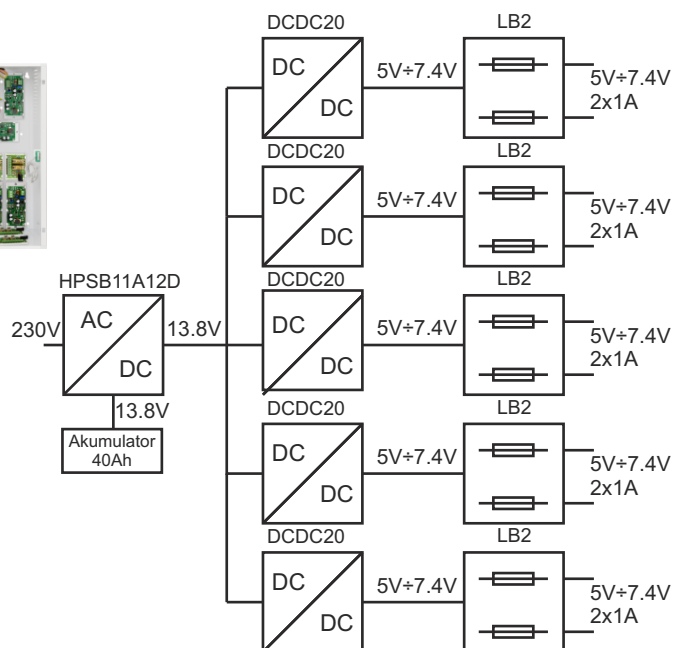 DCDC20
LB2
DC
DC
5V÷7.4V
5V÷7.4V
2x1A
DCDC20
LB2
DC
DC
5V÷7.4V
5V÷7.4V
2x1A
HPSB11A12D
DCDC20
LB2
230V
AC
DC
13.8V
DC
DC
5V÷7.4V
5V÷7.4V
2x1A
13.8V
Akumulator
40Ah
DCDC20
LB2
DC
DC
5V÷7.4V
5V÷7.4V
2x1A
DCDC20
LB2
DC
DC
5V÷7.4V
5V÷7.4V
2x1A